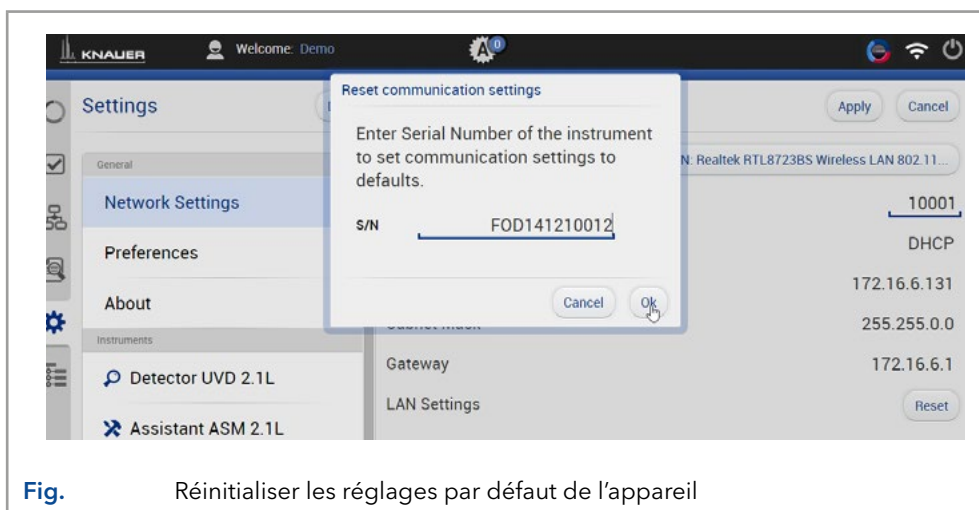 KNAUER Welcome: Demo A 0
Settings
Apply Cancel
General
N: Realtek RTL8723BS Wireless LAN 802.11...
Network Settings
10001
Preferences
DHCP
About
172.16.6.131
255.255.0.0
Instruments
Gateway 172.16.6.1
Detector UVD 2.1L
LAN Settings Reset
Assistant ASM 2.1L
Reset communication settings
Enter Serial Number of the instrument
to set communication settings to
defaults.
S/N FOD141210012
Cancel Ok
Fig. Réinitialiser les réglages par défaut de l’appareil